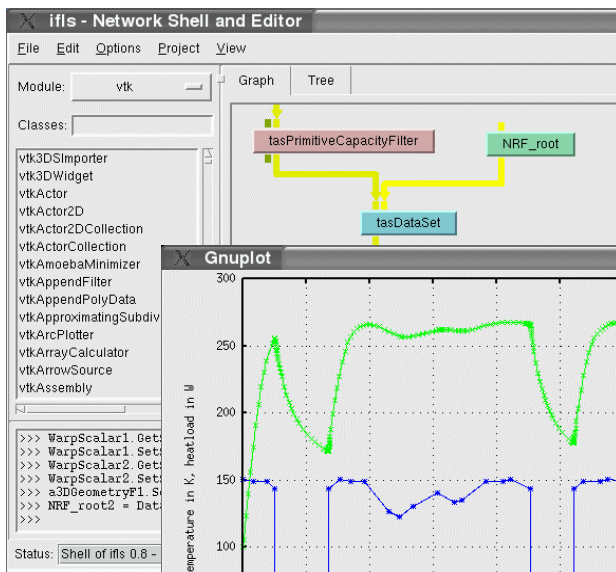 ifls - Network Shell and Editor
File Edit Options Project View
Module: vtk
Classes:
vtk3DSImporter
vtk3DWidget
vtkActor
vtkActor2D
vtkActor2DCollection
vtkActorCollection
vtkAmoebaMinimizer
vtkAppendFilter
vtkAppendPolyData
vtkApproximatingSubdiv
vtkArcPlotter
vtkArrayCalculator
vtkArrowSource
vtkAssembly
>>> WarpScalar1.Get
>>> WarpScalar1.Set
>>> WarpScalar2.Get
>>> WarpScalar2.Set
>>> a3DGeometryF1.Se
>>> NRF_root2 = Data
>>>
Status: Shell of ifls 0.8 -
Graph Tree
tasPrimitiveCapacityFilter
NRF_root
tasDataSet
Gnuplot
300
250
200
150
100
emperature in K, heatload in W